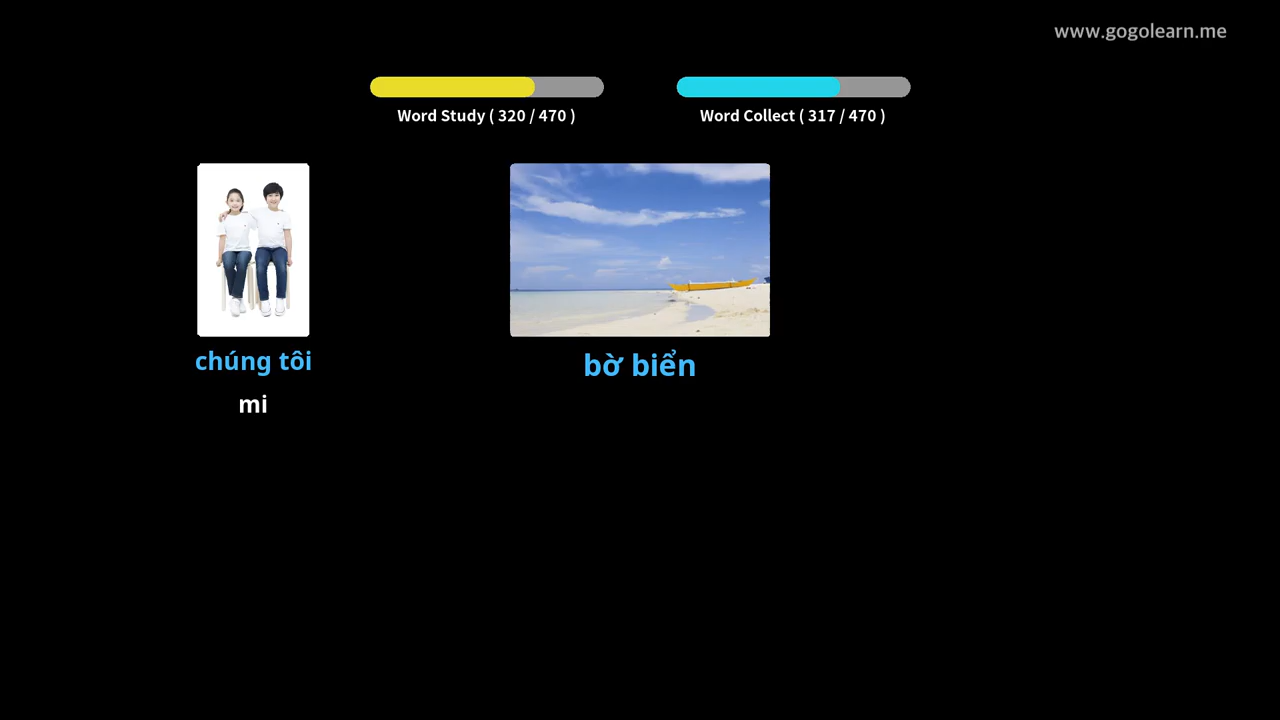 www.gogolearn.me
Word Study ( 320 / 470 )
Word Collect ( 317 / 470 )
chúng tôi
mi
bờ biển